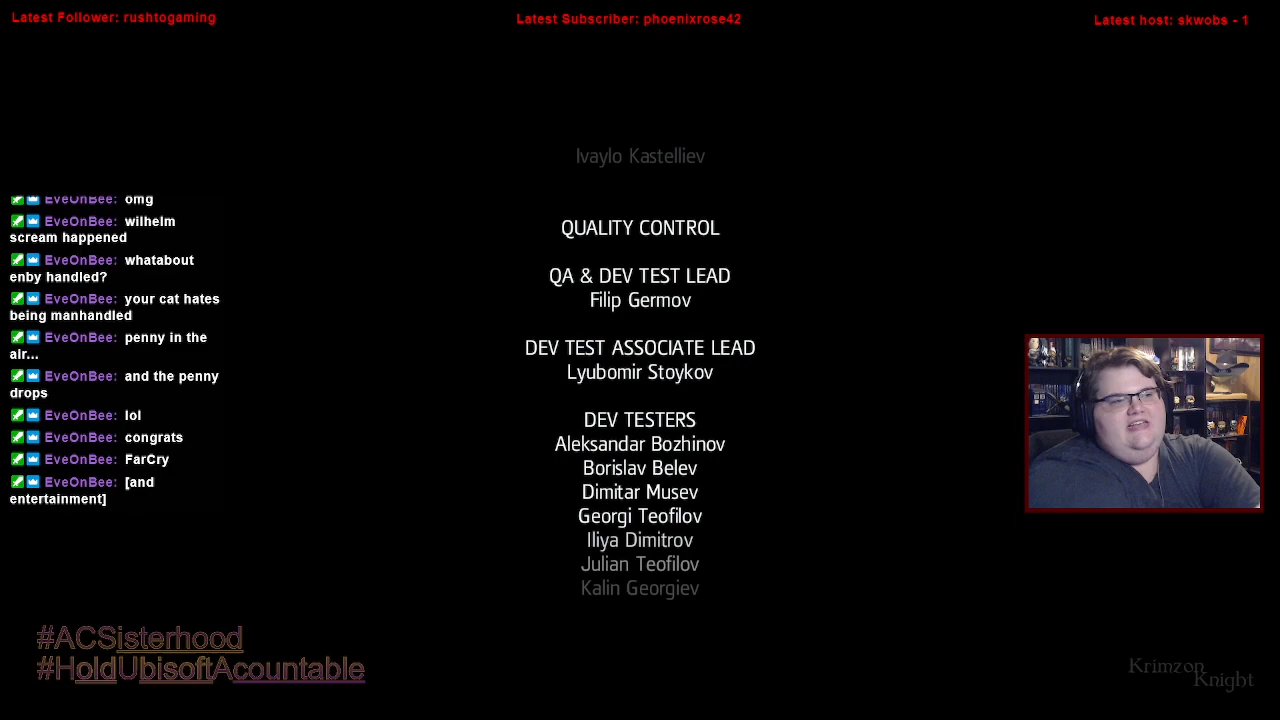 Latest Follower: rushtogaming
Latest Subscriber: phoenixrose42
Latest host: skwobs - 1
EveOnBee: omg
EveOnBee: wilhelm
scream happened
EveOnBee: whatabout
enby handled?
EveOnBee: your cat hates
being manhandled
EveOnBee: penny in the
air...
EveOnBee: and the penny
drops
EveOnBee: lol
EveOnBee: congrats
EveOnBee: FarCry
EveOnBee: [and
entertainment]
Ivaylo Kastelliev
QUALITY CONTROL
QA & DEV TEST LEAD
Filip Germov
DEV TEST ASSOCIATE LEAD
Lyubomir Stoykov
DEV TESTERS
Aleksandar Bozhinov
Borislav Belev
Dimitar Musev
Georgi Teofilov
Iliya Dimitrov
Julian Teofilov
Kalin Georgiev
#ACSisterhood
#HoldUbisoftAcountable
Krimzon
Knight